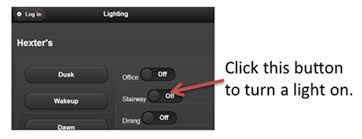 Log in Lighting
Hexter's
Dusk
Office Off
Wakeup
Stairway Off
Dawn
Dining Off
Click this button
to turn a light on.